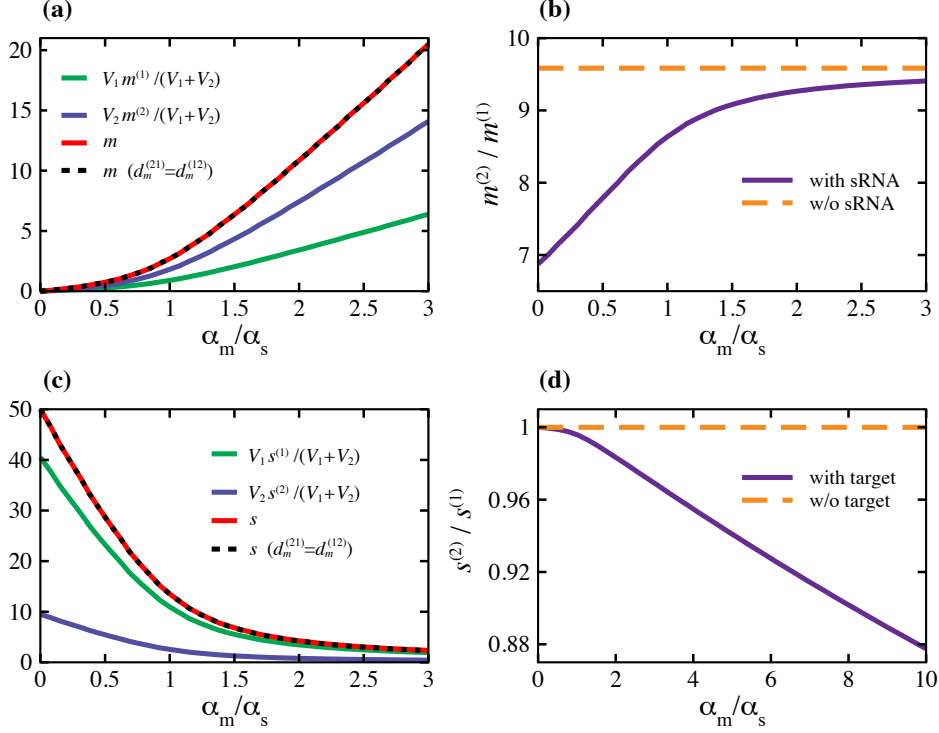 (a)
20
15
10
5
0
V₁ m⁽¹⁾ /(V₁+V₂)
V₂ m⁽²⁾ /(V₁+V₂)
m
m (dₘ⁽²¹⁾=dₘ⁽¹²⁾)
0 0.5 1 1.5 2 2.5 3
αₘ/αₛ
(b)
10
9
8
7
m⁽²⁾ / m⁽¹⁾
with sRNA
w/o sRNA
0 0.5 1 1.5 2 2.5 3
αₘ/αₛ
(c)
50
40
30
20
10
0
V₁ s⁽¹⁾ /(V₁+V₂)
V₂ s⁽²⁾ /(V₁+V₂)
s
s (dₘ⁽²¹⁾=dₘ⁽¹²⁾)
0 0.5 1 1.5 2 2.5 3
αₘ/αₛ
(d)
1
0.96
0.92
0.88
s⁽²⁾ / s⁽¹⁾
with target
w/o target
0 2 4 6 8 10
αₘ/αₛ